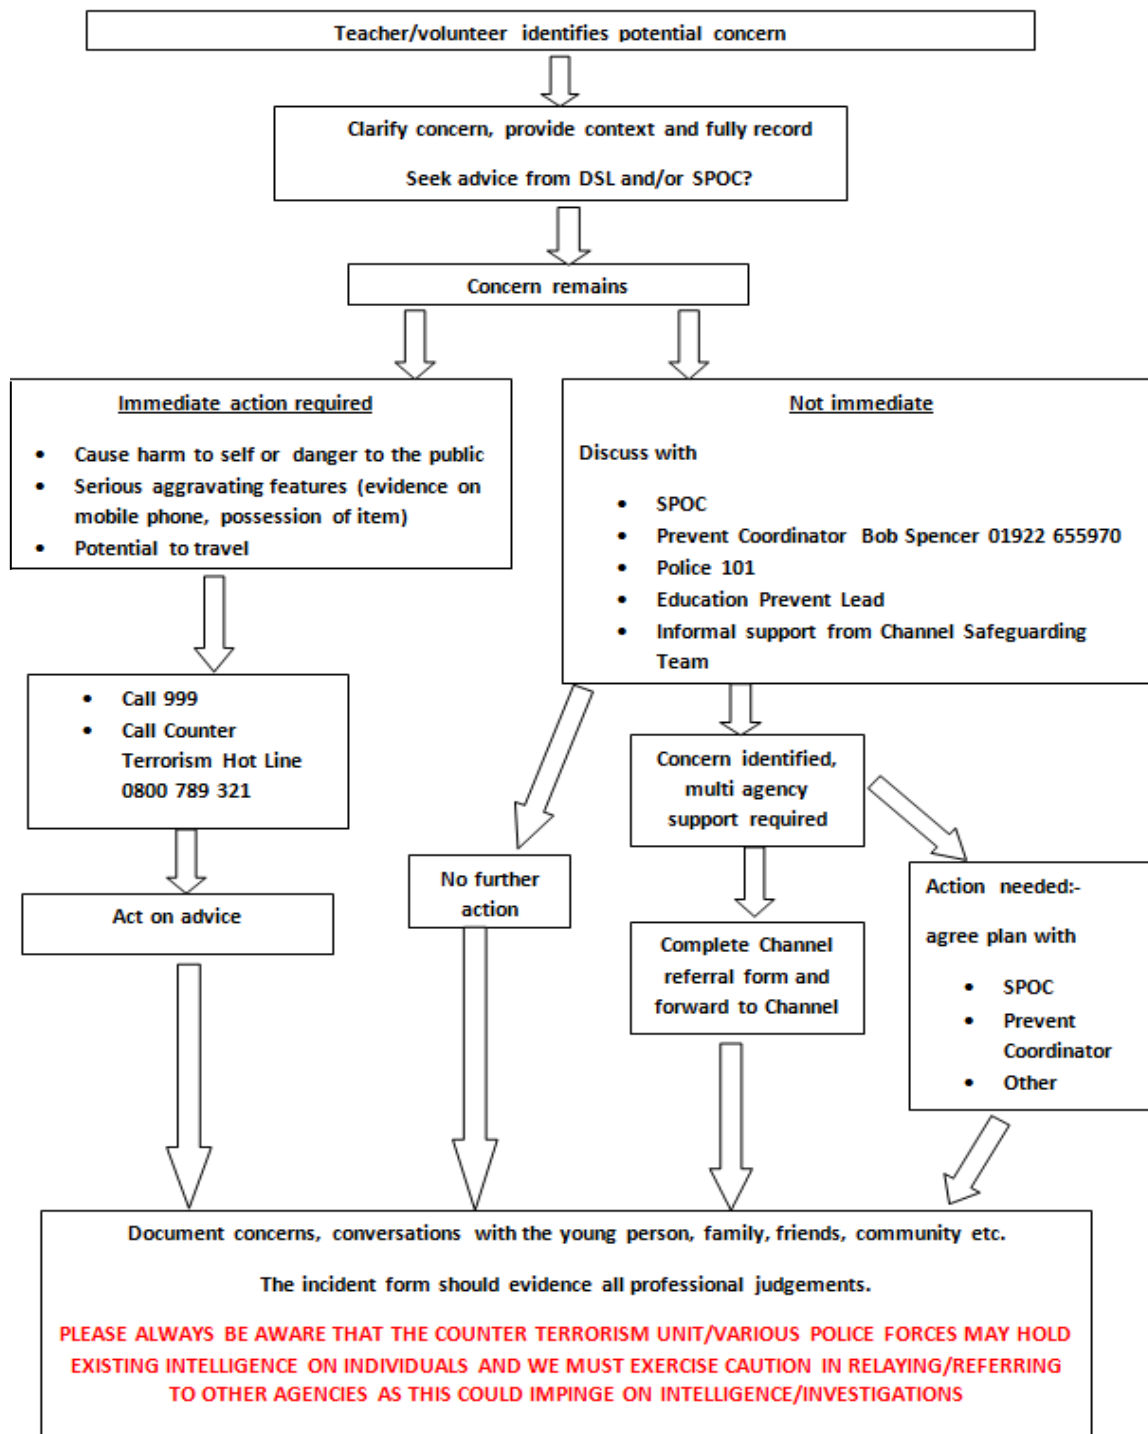 Teacher/volunteer identifies potential concern
Clarify concern, provide context and fully record
Seek advice from DSL and/or SPOC?
Concern remains
Immediate action required
• Cause harm to self or danger to the public
• Serious aggravating features (evidence on
mobile phone, possession of item)
• Potential to travel
Not immediate
Discuss with
• SPOC
• Prevent Coordinator Bob Spencer 01922 655970
• Police 101
• Education Prevent Lead
• Informal support from Channel Safeguarding
Team
• Call 999
• Call Counter
Terrorism Hot Line
0800 789 321
Concern identified,
multi agency
support required
Act on advice
No further
action
Complete Channel
referral form and
forward to Channel
Action needed:-
agree plan with
• SPOC
• Prevent
Coordinator
• Other
Document concerns, conversations with the young person, family, friends, community etc.
The incident form should evidence all professional judgements.
PLEASE ALWAYS BE AWARE THAT THE COUNTER TERRORISM UNIT/VARIOUS POLICE FORCES MAY HOLD
EXISTING INTELLIGENCE ON INDIVIDUALS AND WE MUST EXERCISE CAUTION IN RELAYING/REFERRING
TO OTHER AGENCIES AS THIS COULD IMPINGE ON INTELLIGENCE/INVESTIGATIONS